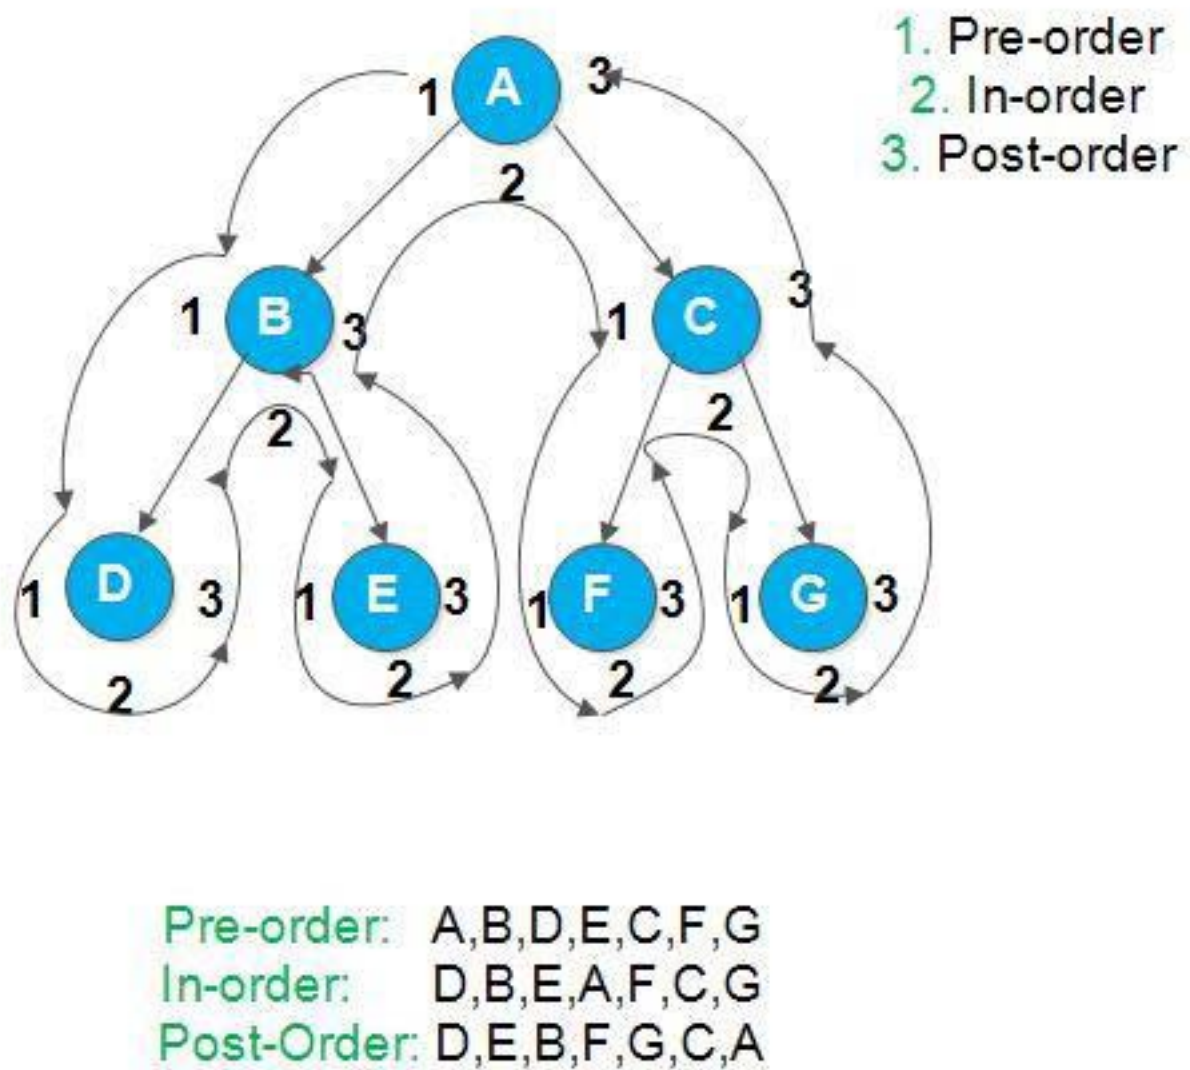 1. Pre-order
2. In-order
3. Post-order
1 A 3
2
1 B 3
1 C 3
2
2
1 D 3
1 E 3
1 F 3
1 G 3
2
2
2
2
Pre-order: A,B,D,E,C,F,G
In-order: D,B,E,A,F,C,G
Post-Order: D,E,B,F,G,C,A